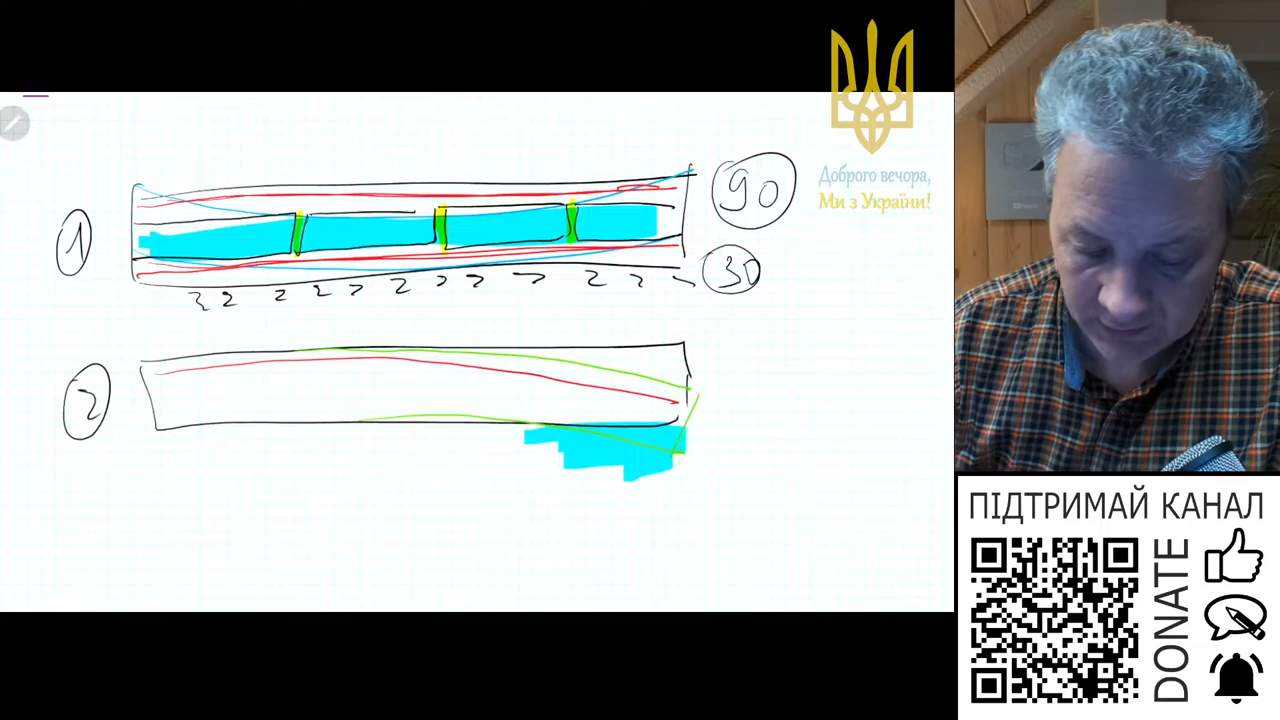 Доброго вечора,
Ми з України!
1
90
30
2
ПІДТРИМАЙ КАНАЛ
DONATE